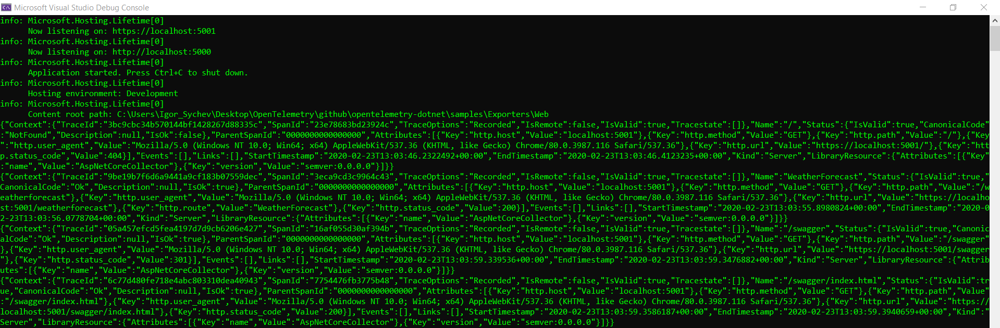 Microsoft Visual Studio Debug Console
info: Microsoft.Hosting.Lifetime[0]
      Now listening on: https://localhost:5001
info: Microsoft.Hosting.Lifetime[0]
      Now listening on: http://localhost:5000
info: Microsoft.Hosting.Lifetime[0]
      Application started. Press Ctrl+C to shut down.
info: Microsoft.Hosting.Lifetime[0]
      Hosting environment: Development
info: Microsoft.Hosting.Lifetime[0]
      Content root path: C:\Users\Igor_Sychev\Desktop\OpenTelemetry\github\opentelemetry-dotnet\samples\Exporters\Web
{"Context":{"TraceId":"3bc9cbc34b570144bf1428267d88335c","SpanId":"23e78683bd23924c","TraceOptions":"Recorded","IsRemote":false,"IsValid":true,"Tracestate":[]},"Name":"/","Status":{"IsValid":true,"CanonicalCode"
:"NotFound","Description":null,"IsOk":false},"ParentSpanId":"0000000000000000","Attributes":[{"Key":"http.host","Value":"localhost:5001"},{"Key":"http.method","Value":"GET"},{"Key":"http.path","Value":"/"},{"Key
":"http.user_agent","Value":"Mozilla/5.0 (Windows NT 10.0; Win64; x64) AppleWebKit/537.36 (KHTML, like Gecko) Chrome/80.0.3987.116 Safari/537.36"},{"Key":"http.url","Value":"https://localhost:5001/"},{"Key":"htt
p.status_code","Value":404}],"Events":[],"Links":[],"StartTimestamp":"2020-02-23T13:03:46.2322492+00:00","EndTimestamp":"2020-02-23T13:03:46.4123235+00:00","Kind":"Server","LibraryResource":{"Attributes":[{"Key"
:"name","Value":"AspNetCoreCollector"},{"Key":"version","Value":"semver:0.0.0.0"}]}}
{"Context":{"TraceId":"9be19b7f6d6a9441a9cf183b07559dec","SpanId":"3eca9cd3c9964c43","TraceOptions":"Recorded","IsRemote":false,"IsValid":true,"Tracestate":[]},"Name":"WeatherForecast","Status":{"IsValid":true,"
CanonicalCode":"Ok","Description":null,"IsOk":true},"ParentSpanId":"0000000000000000","Attributes":[{"Key":"http.host","Value":"localhost:5001"},{"Key":"http.method","Value":"GET"},{"Key":"http.path","Value":"/w
eatherforecast"},{"Key":"http.user_agent","Value":"Mozilla/5.0 (Windows NT 10.0; Win64; x64) AppleWebKit/537.36 (KHTML, like Gecko) Chrome/80.0.3987.116 Safari/537.36"},{"Key":"http.url","Value":"https://localho
st:5001/weatherforecast"},{"Key":"http.route","Value":"WeatherForecast"},{"Key":"http.status_code","Value":200}],"Events":[],"Links":[],"StartTimestamp":"2020-02-23T13:03:55.8980824+00:00","EndTimestamp":"2020-0
2-23T13:03:56.0778704+00:00","Kind":"Server","LibraryResource":{"Attributes":[{"Key":"name","Value":"AspNetCoreCollector"},{"Key":"version","Value":"semver:0.0.0.0"}]}}
{"Context":{"TraceId":"05a457efcd5fea4197d7d9cb6206e427","SpanId":"16af055d30af394b","TraceOptions":"Recorded","IsRemote":false,"IsValid":true,"Tracestate":[]},"Name":"/swagger","Status":{"IsValid":true,"Canonic
alCode":"Ok","Description":null,"IsOk":true},"ParentSpanId":"0000000000000000","Attributes":[{"Key":"http.host","Value":"localhost:5001"},{"Key":"http.method","Value":"GET"},{"Key":"http.path","Value":"/swagger"
},{"Key":"http.user_agent","Value":"Mozilla/5.0 (Windows NT 10.0; Win64; x64) AppleWebKit/537.36 (KHTML, like Gecko) Chrome/80.0.3987.116 Safari/537.36"},{"Key":"http.url","Value":"https://localhost:5001/swagger
"},{"Key":"http.status_code","Value":301}],"Events":[],"Links":[],"StartTimestamp":"2020-02-23T13:03:59.339536+00:00","EndTimestamp":"2020-02-23T13:03:59.3476882+00:00","Kind":"Server","LibraryResource":{"Attrib
utes":[{"Key":"name","Value":"AspNetCoreCollector"},{"Key":"version","Value":"semver:0.0.0.0"}]}}
{"Context":{"TraceId":"6c77d480fe718e4abc803310dea40943","SpanId":"7754476fb3775b48","TraceOptions":"Recorded","IsRemote":false,"IsValid":true,"Tracestate":[]},"Name":"/swagger/index.html","Status":{"IsValid":tr
ue,"CanonicalCode":"Ok","Description":null,"IsOk":true},"ParentSpanId":"0000000000000000","Attributes":[{"Key":"http.host","Value":"localhost:5001"},{"Key":"http.method","Value":"GET"},{"Key":"http.path","Value"
:"/swagger/index.html"},{"Key":"http.user_agent","Value":"Mozilla/5.0 (Windows NT 10.0; Win64; x64) AppleWebKit/537.36 (KHTML, like Gecko) Chrome/80.0.3987.116 Safari/537.36"},{"Key":"http.url","Value":"https://
localhost:5001/swagger/index.html"},{"Key":"http.status_code","Value":200}],"Events":[],"Links":[],"StartTimestamp":"2020-02-23T13:03:59.3586187+00:00","EndTimestamp":"2020-02-23T13:03:59.3940659+00:00","Kind":"
Server","LibraryResource":{"Attributes":[{"Key":"name","Value":"AspNetCoreCollector"},{"Key":"version","Value":"semver:0.0.0.0"}]}}